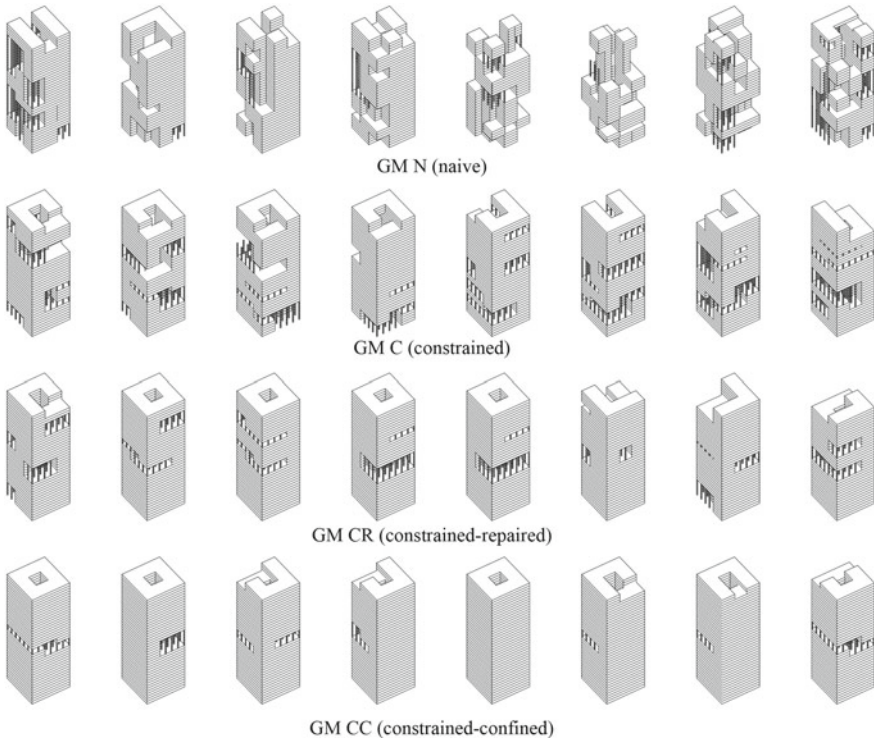 GM N (naive)
GM C (constrained)
GM CR (constrained-repaired)
GM CC (constrained-confined)